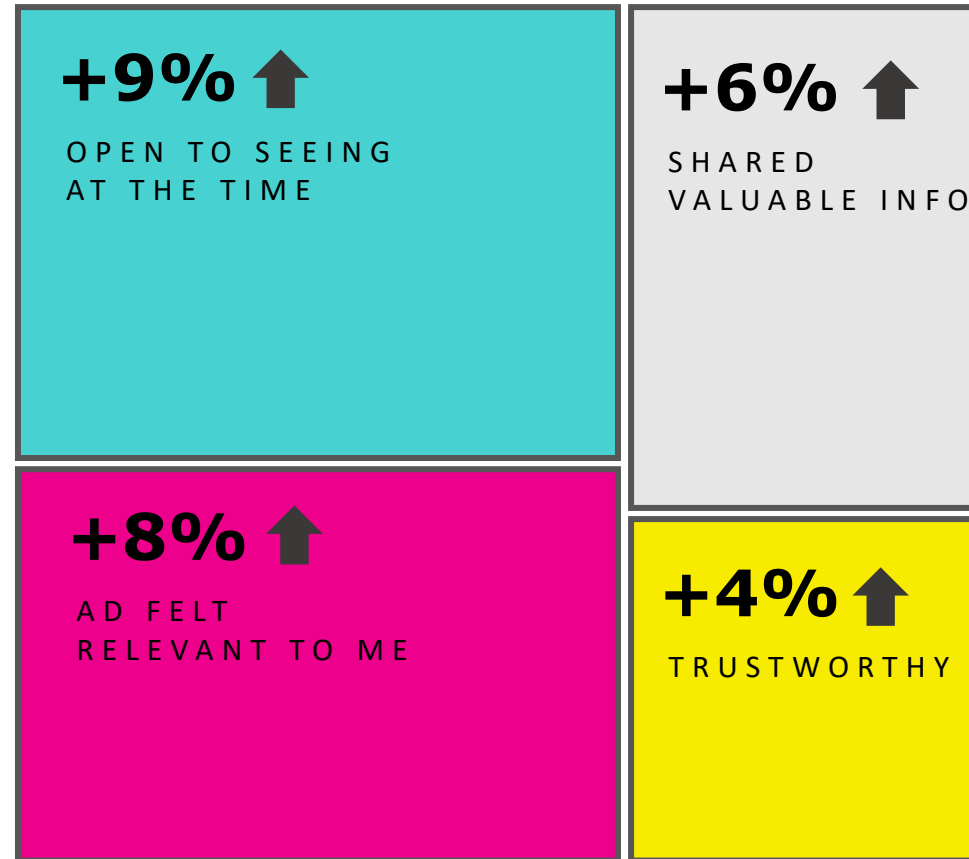 +9%
OPEN TO SEEING
AT THE TIME
+6%
SHARED
VALUABLE INFO
+8%
AD FELT
RELEVANT TO ME
+4%
TRUSTWORTHY